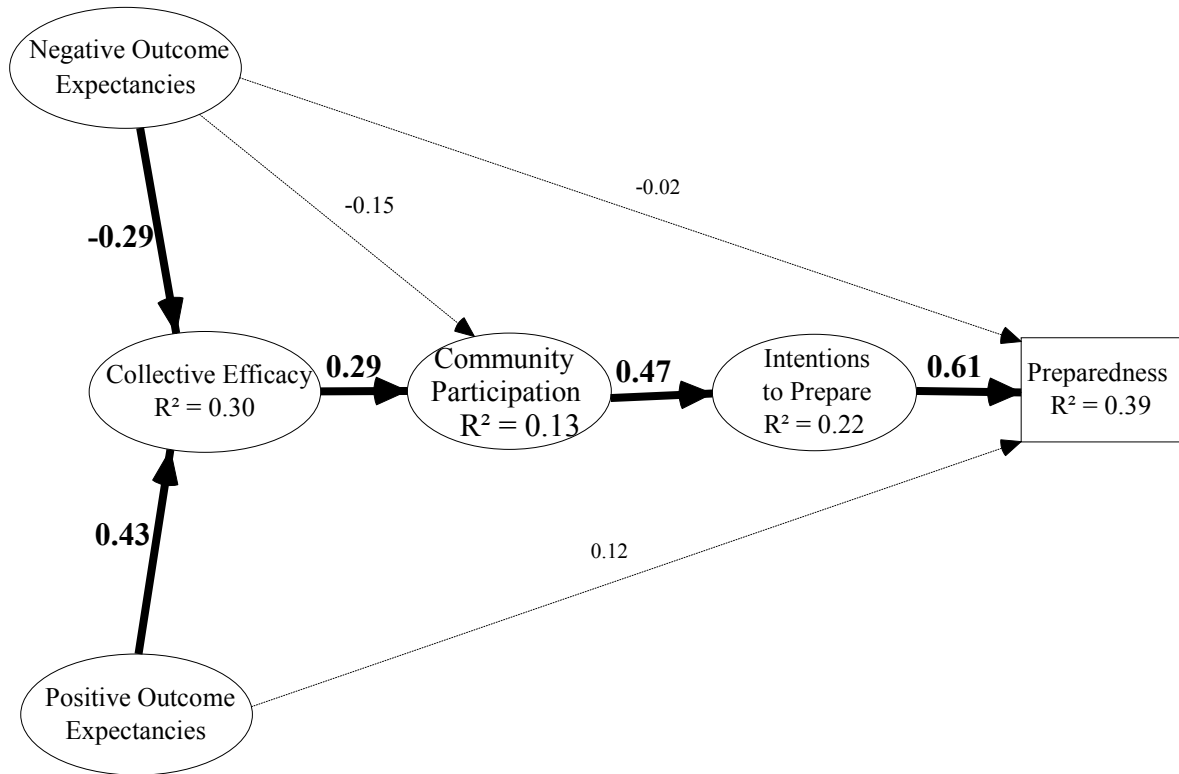 Negative Outcome
Expectancies
-0.02
-0.15
-0.29
Collective Efficacy
R² = 0.30
0.29
Community
Participation
R² = 0.13
0.47
Intentions
to Prepare
R² = 0.22
0.61
Preparedness
R² = 0.39
0.43
0.12
Positive Outcome
Expectancies